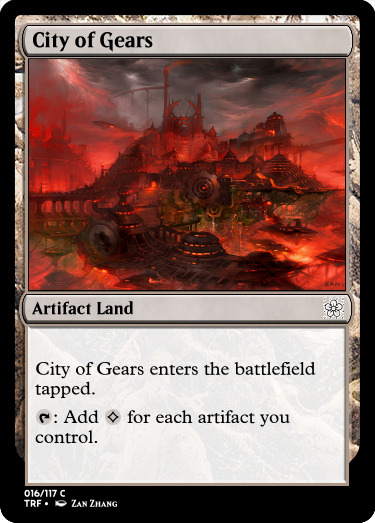 City of Gears
Artifact Land
City of Gears enters the battlefield
tapped.
: Add for each artifact you
control.
016/117 C
TRF • Zan Zhang